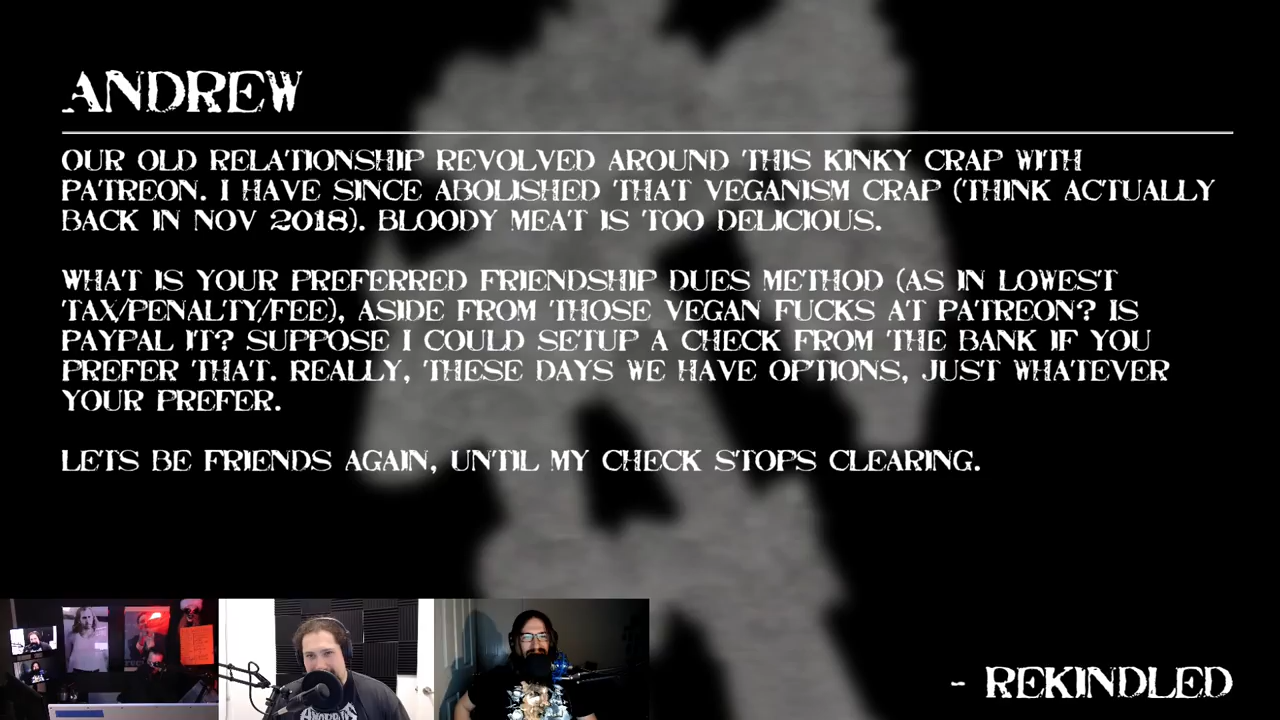 ANDREW
OUR OLD RELATIONSHIP REVOLVED AROUND THIS KINKY CRAP WITH
PATREON. I HAVE SINCE ABOLISHED THAT VEGANISM CRAP (THINK ACTUALLY
BACK IN NOV 2018). BLOODY MEAT IS TOO DELICIOUS.
WHAT IS YOUR PREFERRED FRIENDSHIP DUES METHOD (AS IN LOWEST
TAX/PENALTY/FEE), ASIDE FROM THOSE VEGAN FUCKS AT PATREON? IS
PAYPAL IT? SUPPOSE I COULD SETUP A CHECK FROM THE BANK IF YOU
PREFER THAT. REALLY, THESE DAYS WE HAVE OPTIONS, JUST WHATEVER
YOUR PREFER.
LETS BE FRIENDS AGAIN, UNTIL MY CHECK STOPS CLEARING.
- REKINDLED